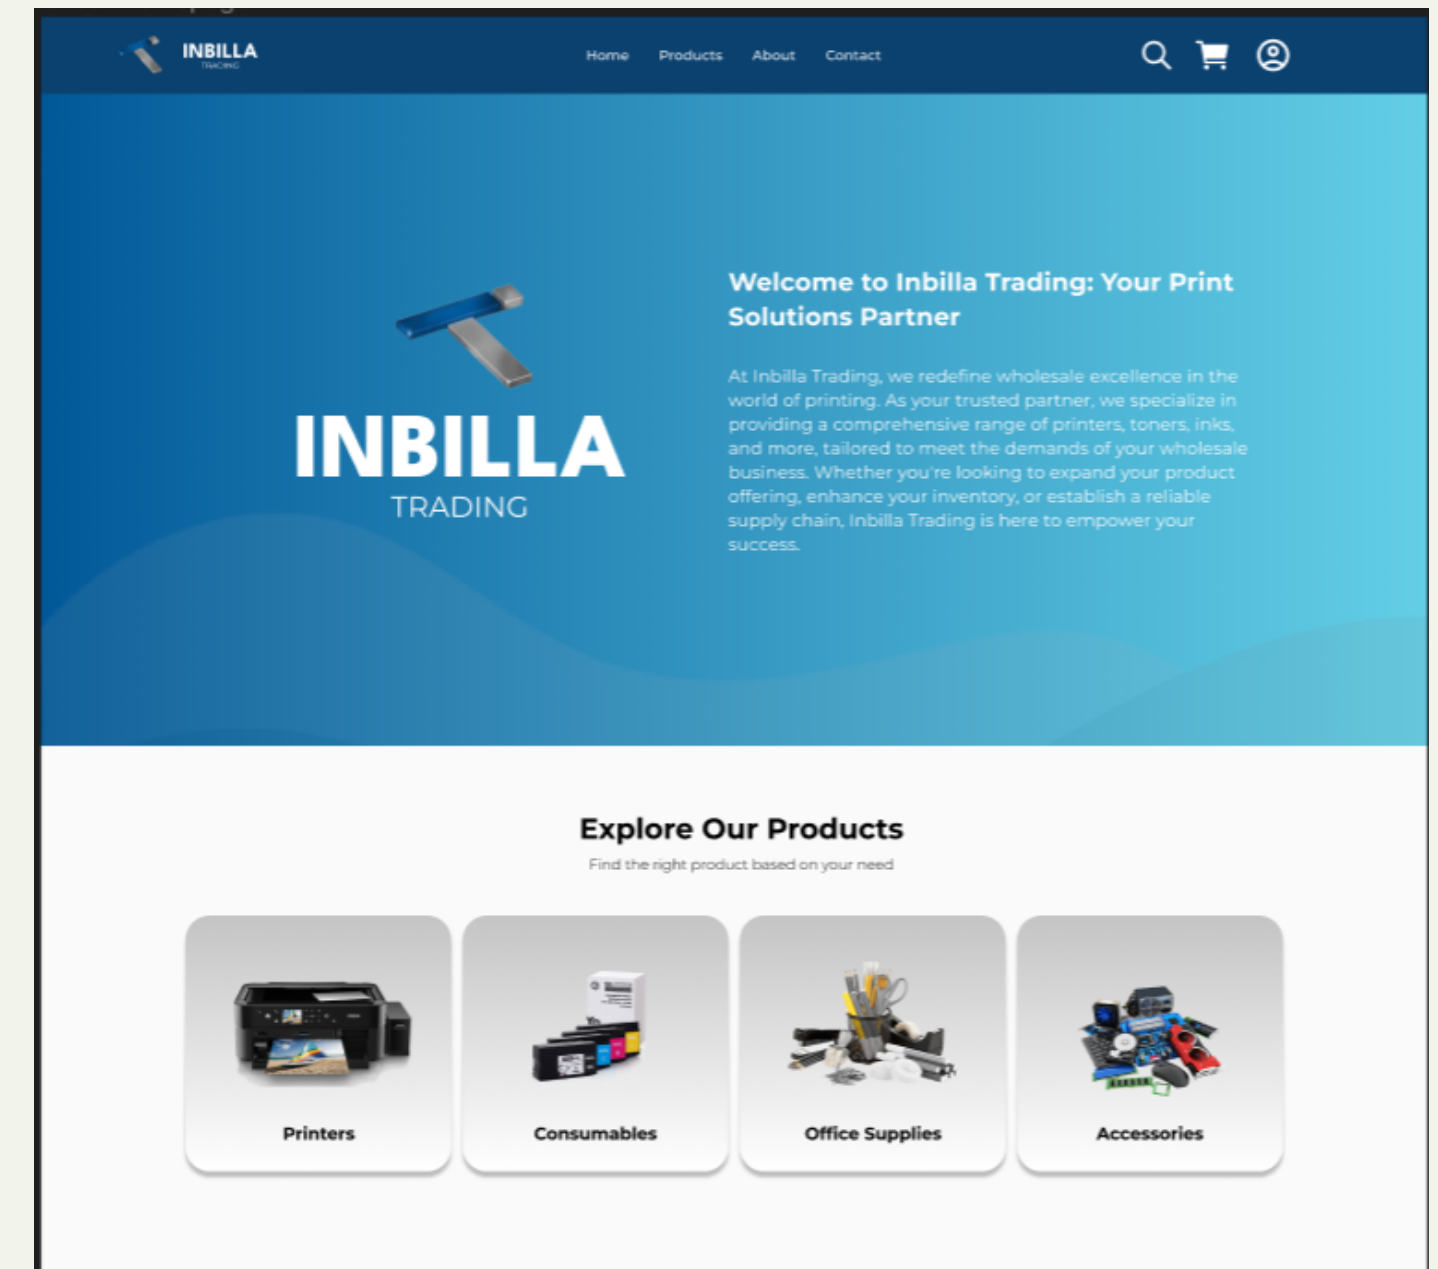 INBILLA
TRADING
Home Products About Contact
Welcome to Inbilla Trading: Your Print
Solutions Partner
At Inbilla Trading, we redefine wholesale excellence in the
world of printing. As your trusted partner, we specialize in
providing a comprehensive range of printers, toners, inks,
and more, tailored to meet the demands of your wholesale
business. Whether you're looking to expand your product
offering, enhance your inventory, or establish a reliable
supply chain, Inbilla Trading is here to empower your
success.
INBILLA
TRADING
Explore Our Products
Find the right product based on your need
Printers
Consumables
Office Supplies
Accessories